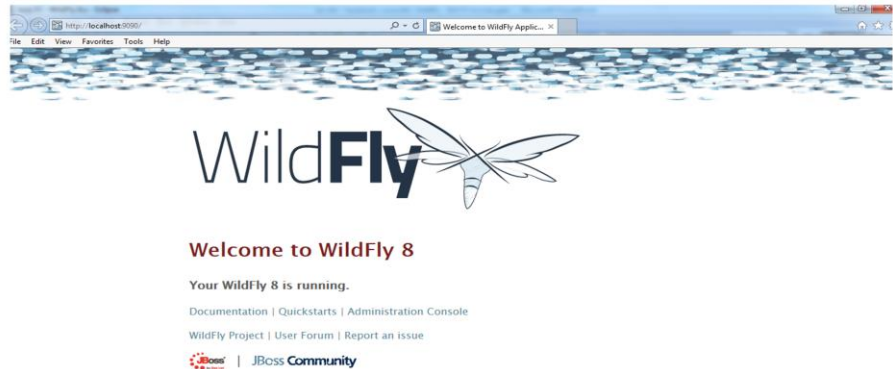 http://localhost:9090/
Welcome to WildFly Applic...
File Edit View Favorites Tools Help
WildFly
Welcome to WildFly 8
Your WildFly 8 is running.
Documentation | Quickstarts | Administration Console
WildFly Project | User Forum | Report an issue
JBoss | JBoss Community